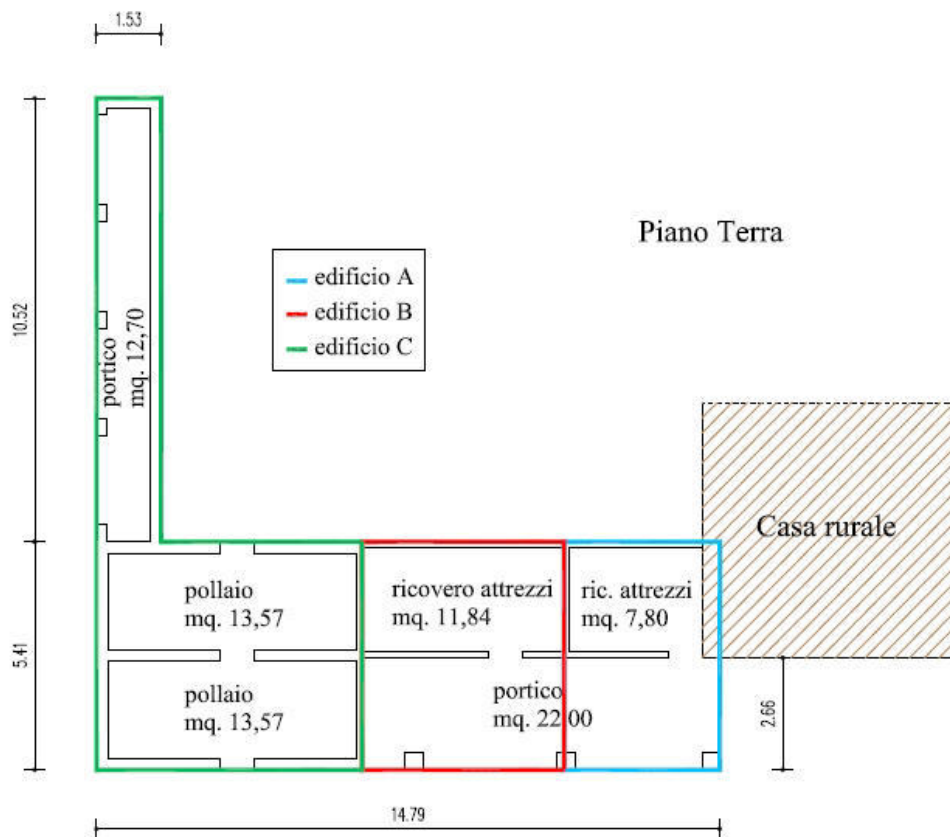 1.53
Piano Terra
edificio A
edificio B
edificio C
10.52
portico
mq. 12,70
Casa rurale
pollaio
mq. 13,57
ricovero attrezzi
mq. 11,84
ric. attrezzi
mq. 7,80
5.41
pollaio
mq. 13,57
portico
mq. 22,00
2.66
14.79